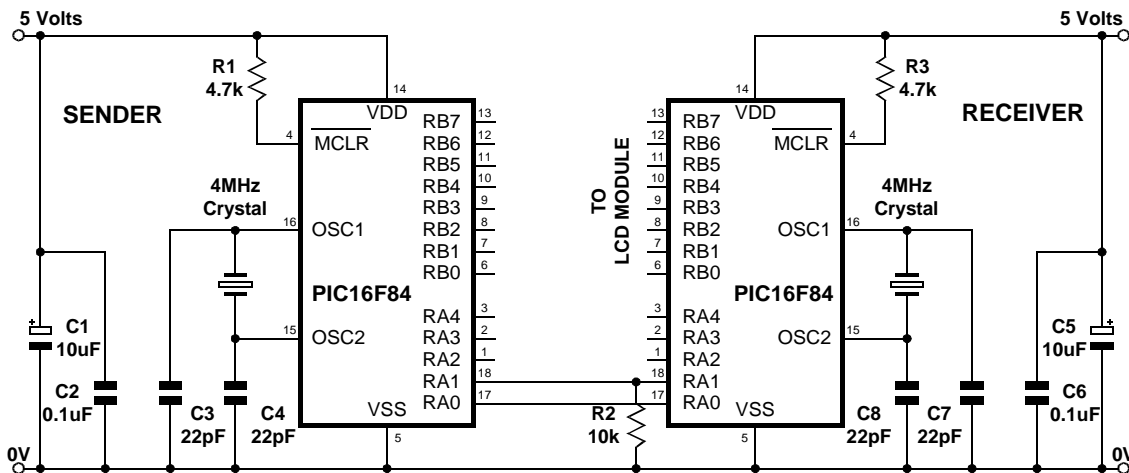 5 Volts
5 Volts
SENDER
R1
4.7k
14
VDD
4
MCLR
4MHz
Crystal
16
OSC1
PIC16F84
15
OSC2
C1
+
10uF
C2
0.1uF
C3
22pF
C4
22pF
VSS
5
RB7
13
RB6
12
RB5
11
RB4
10
RB3
9
RB2
8
RB1
7
RB0
6
RA4
3
RA3
2
RA2
1
RA1
18
RA0
17
R2
10k
TO
LCD MODULE
13
RB7
12
RB6
11
RB5
10
RB4
9
RB3
8
RB2
7
RB1
6
RB0
3
RA4
2
RA3
1
RA2
18
RA1
17
RA0
14
VDD
R3
4.7k
RECEIVER
4
MCLR
4MHz
Crystal
16
OSC1
PIC16F84
15
OSC2
VSS
5
C8
22pF
C7
22pF
C5
+
10uF
C6
0.1uF
0V
0V